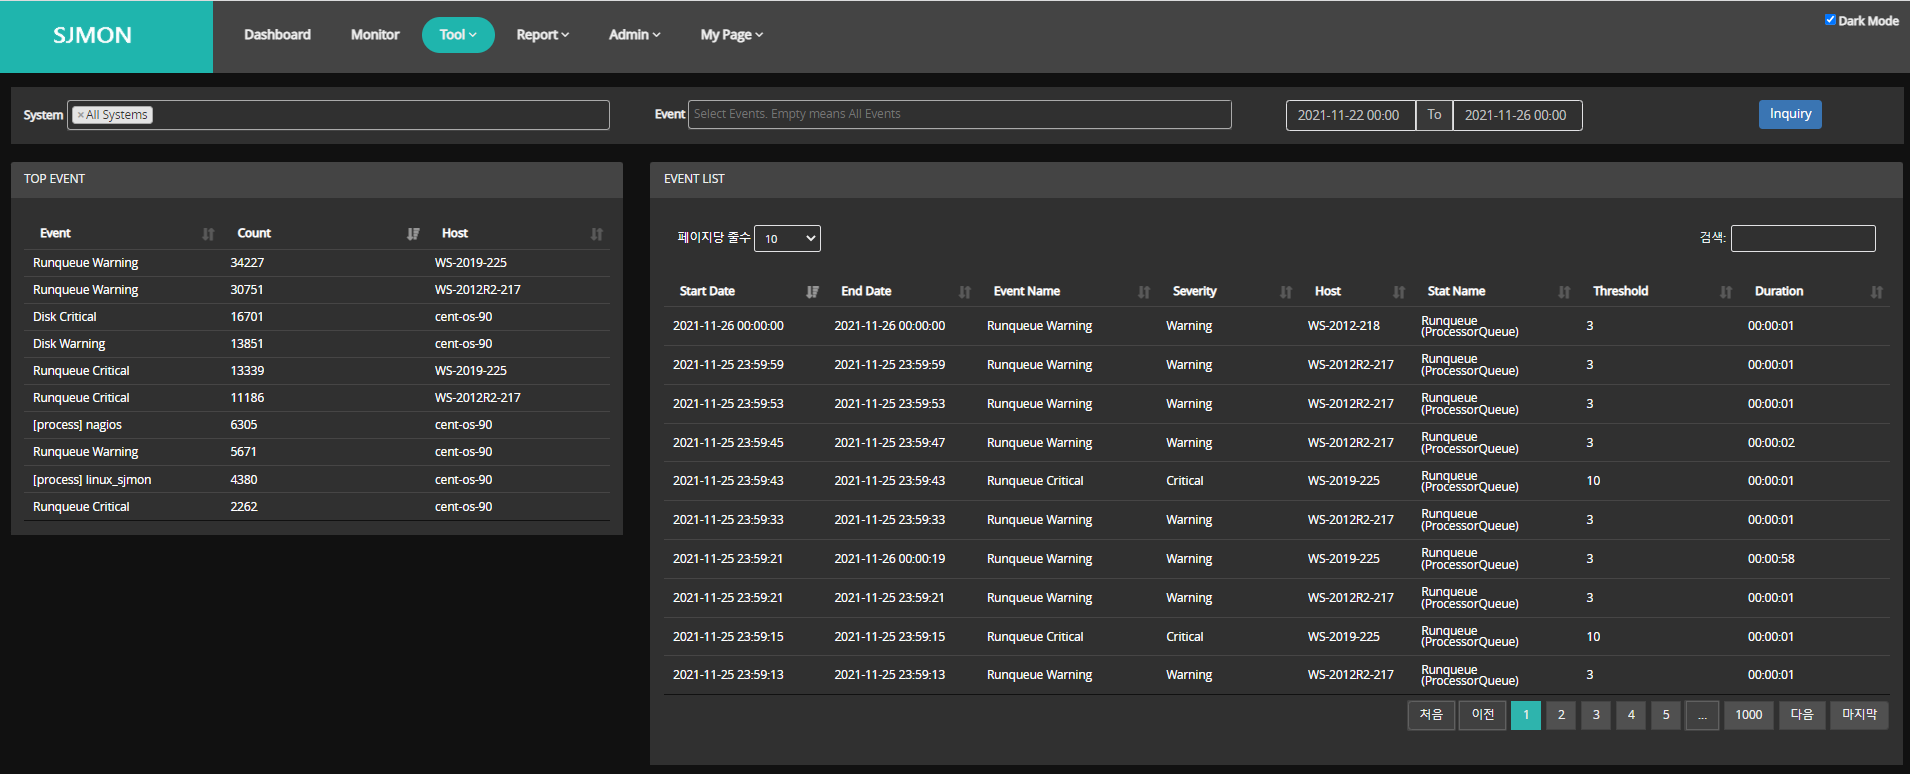 SJMON
Dashboard Monitor Tool Report Admin My Page
Dark Mode
System ×All Systems Event Select Events. Empty means All Events 2021-11-22 00:00 To 2021-11-26 00:00 Inquiry
TOP EVENT
Event Count Host
Runqueue Warning 34227 WS-2019-225
Runqueue Warning 30751 WS-2012R2-217
Disk Critical 16701 cent-os-90
Disk Warning 13851 cent-os-90
Runqueue Critical 13339 WS-2019-225
Runqueue Critical 11186 WS-2012R2-217
[process] nagios 6305 cent-os-90
Runqueue Warning 5671 cent-os-90
[process] linux_sjmon 4380 cent-os-90
Runqueue Critical 2262 cent-os-90
EVENT LIST
페이지당 줄수 10 검색:
Start Date End Date Event Name Severity Host Stat Name Threshold Duration
2021-11-26 00:00:00 2021-11-26 00:00:00 Runqueue Warning Warning WS-2012-218 Runqueue (ProcessorQueue) 3 00:00:01
2021-11-25 23:59:59 2021-11-25 23:59:59 Runqueue Warning Warning WS-2012R2-217 Runqueue (ProcessorQueue) 3 00:00:01
2021-11-25 23:59:53 2021-11-25 23:59:53 Runqueue Warning Warning WS-2012R2-217 Runqueue (ProcessorQueue) 3 00:00:01
2021-11-25 23:59:45 2021-11-25 23:59:47 Runqueue Warning Warning WS-2012R2-217 Runqueue (ProcessorQueue) 3 00:00:02
2021-11-25 23:59:43 2021-11-25 23:59:43 Runqueue Critical Critical WS-2019-225 Runqueue (ProcessorQueue) 10 00:00:01
2021-11-25 23:59:33 2021-11-25 23:59:33 Runqueue Warning Warning WS-2012R2-217 Runqueue (ProcessorQueue) 3 00:00:01
2021-11-25 23:59:21 2021-11-26 00:00:19 Runqueue Warning Warning WS-2019-225 Runqueue (ProcessorQueue) 3 00:00:58
2021-11-25 23:59:21 2021-11-25 23:59:21 Runqueue Warning Warning WS-2012R2-217 Runqueue (ProcessorQueue) 3 00:00:01
2021-11-25 23:59:15 2021-11-25 23:59:15 Runqueue Critical Critical WS-2019-225 Runqueue (ProcessorQueue) 10 00:00:01
2021-11-25 23:59:13 2021-11-25 23:59:13 Runqueue Warning Warning WS-2012R2-217 Runqueue (ProcessorQueue) 3 00:00:01
처음 이전 1 2 3 4 5 ... 1000 다음 마지막